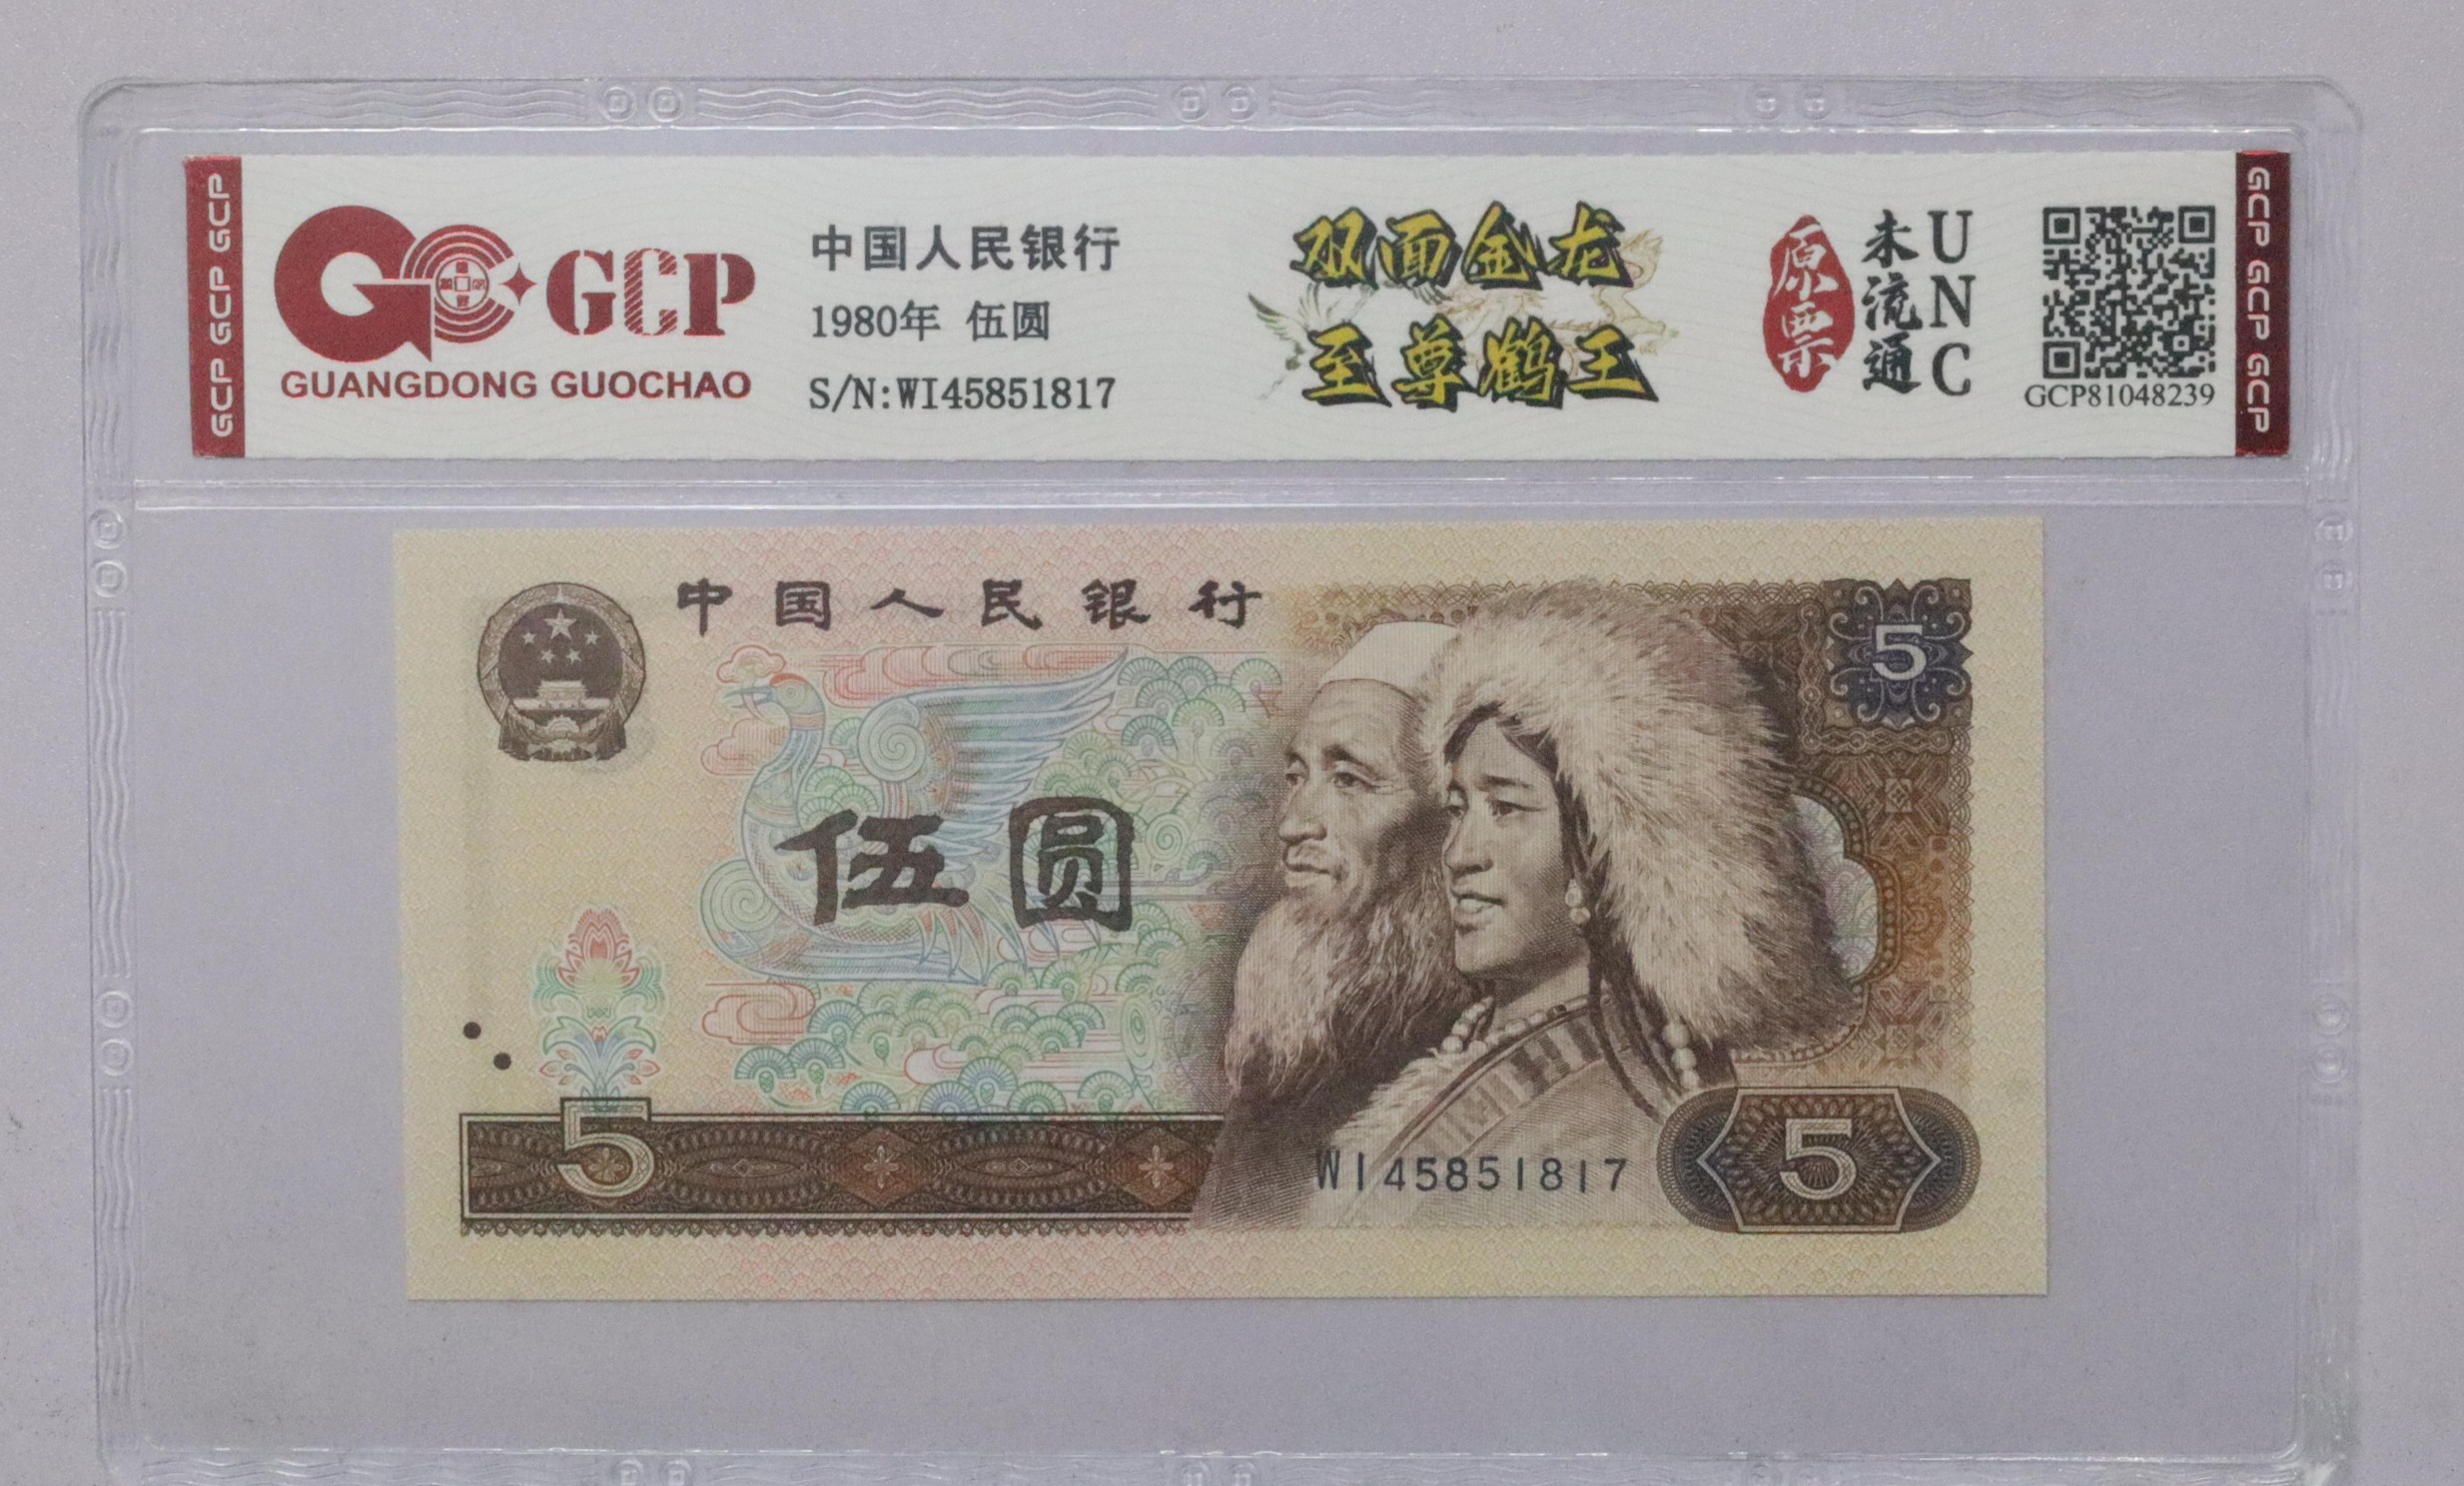 GCP GCP GCP
GCP
GUANGDONG GUOCHAO
中国人民银行
1980年 伍圆
S/N:WI45851817
双面金龙
至尊鹤王
原票
未流通
UNC
GCP81048239
GCP GCP GCP
中国人民银行
5
伍圆
5
WI45851817
5